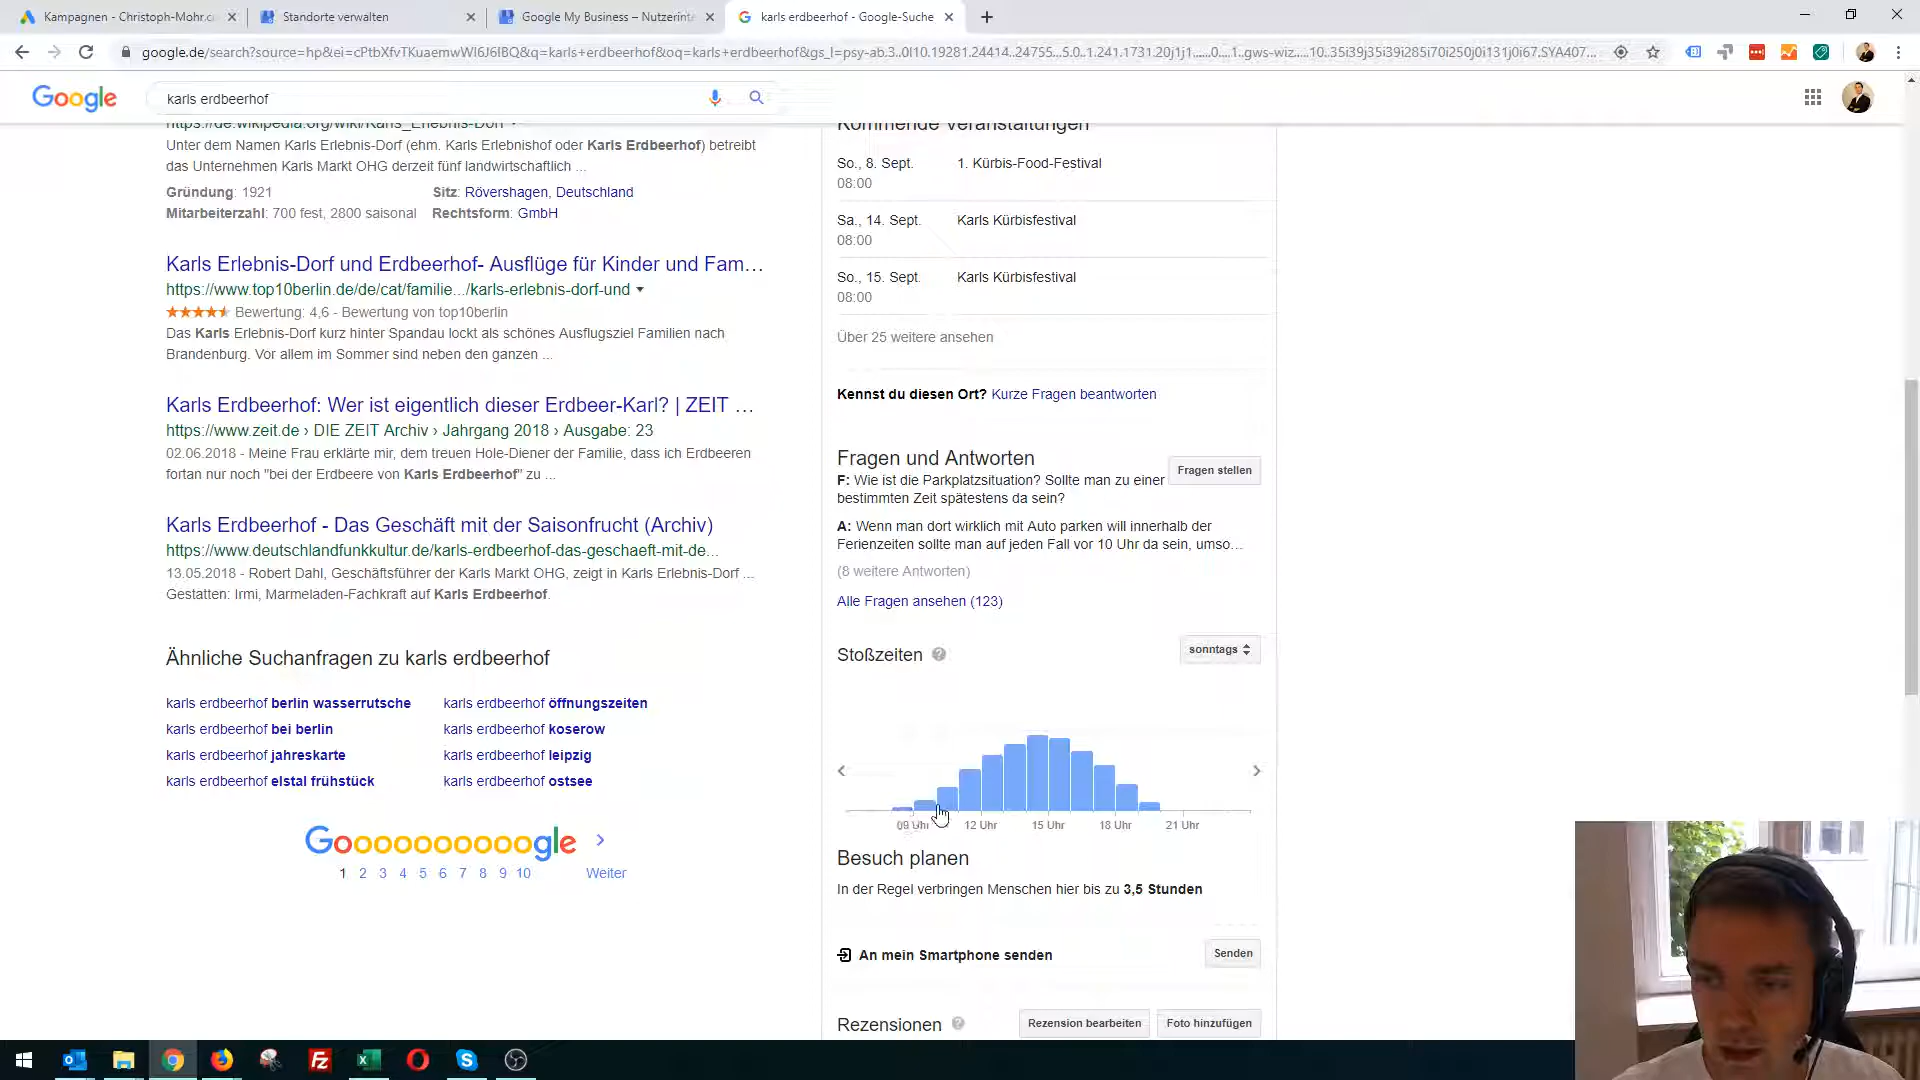 Kampagnen - Christoph-Mohr.c
Standorte verwalten
Google My Business – Nutzerinte
karls erdbeerhof - Google-Suche
google.de/search?source=hp&ei=cPtbXfvTKuaemwWI6J6IBQ&q=karls+erdbeerhof&oq=karls+erdbeerhof&gs_l=psy-ab.3..0l10.19281.24414..24755...5.0..1.241.1731.20j1j1......0....1..gws-wiz.....10..35i39j35i39i285i70i250j0i131j0i67.SYA407...
Google
karls erdbeerhof
https://de.wikipedia.org/wiki/Karls_Erlebnis-Dorf
Unter dem Namen Karls Erlebnis-Dorf (ehm. Karls Erlebnishof oder Karls Erdbeerhof) betreibt
das Unternehmen Karls Markt OHG derzeit fünf landwirtschaftlich ...
Gründung: 1921
Sitz: Rövershagen, Deutschland
Mitarbeiterzahl: 700 fest, 2800 saisonal
Rechtsform: GmbH
Karls Erlebnis-Dorf und Erdbeerhof- Ausflüge für Kinder und Fam...
https://www.top10berlin.de/de/cat/familie.../karls-erlebnis-dorf-und
Bewertung: 4,6 - Bewertung von top10berlin
Das Karls Erlebnis-Dorf kurz hinter Spandau lockt als schönes Ausflugsziel Familien nach
Brandenburg. Vor allem im Sommer sind neben den ganzen ...
Karls Erdbeerhof: Wer ist eigentlich dieser Erdbeer-Karl? | ZEIT ...
https://www.zeit.de › DIE ZEIT Archiv › Jahrgang 2018 › Ausgabe: 23
02.06.2018 - Meine Frau erklärte mir, dem treuen Hole-Diener der Familie, dass ich Erdbeeren
fortan nur noch "bei der Erdbeere von Karls Erdbeerhof" zu ...
Karls Erdbeerhof - Das Geschäft mit der Saisonfrucht (Archiv)
https://www.deutschlandfunkkultur.de/karls-erdbeerhof-das-geschaeft-mit-de...
13.05.2018 - Robert Dahl, Geschäftsführer der Karls Markt OHG, zeigt in Karls Erlebnis-Dorf ...
Gestatten: Irmi, Marmeladen-Fachkraft auf Karls Erdbeerhof.
Ähnliche Suchanfragen zu karls erdbeerhof
karls erdbeerhof berlin wasserrutsche
karls erdbeerhof öffnungszeiten
karls erdbeerhof bei berlin
karls erdbeerhof koserow
karls erdbeerhof jahreskarte
karls erdbeerhof leipzig
karls erdbeerhof elstal frühstück
karls erdbeerhof ostsee
Goooooooooogle
1 2 3 4 5 6 7 8 9 10
Weiter
Kommende Veranstaltungen
So., 8. Sept.
1. Kürbis-Food-Festival
08:00
Sa., 14. Sept.
Karls Kürbisfestival
08:00
So., 15. Sept.
Karls Kürbisfestival
08:00
Über 25 weitere ansehen
Kennst du diesen Ort? Kurze Fragen beantworten
Fragen und Antworten
Fragen stellen
F: Wie ist die Parkplatzsituation? Sollte man zu einer
bestimmten Zeit spätestens da sein?
A: Wenn man dort wirklich mit Auto parken will innerhalb der
Ferienzeiten sollte man auf jeden Fall vor 10 Uhr da sein, umso...
(8 weitere Antworten)
Alle Fragen ansehen (123)
Stoßzeiten
sonntags
09 Uhr
12 Uhr
15 Uhr
18 Uhr
21 Uhr
Besuch planen
In der Regel verbringen Menschen hier bis zu 3,5 Stunden
An mein Smartphone senden
Senden
Rezensionen
Rezension bearbeiten
Foto hinzufügen